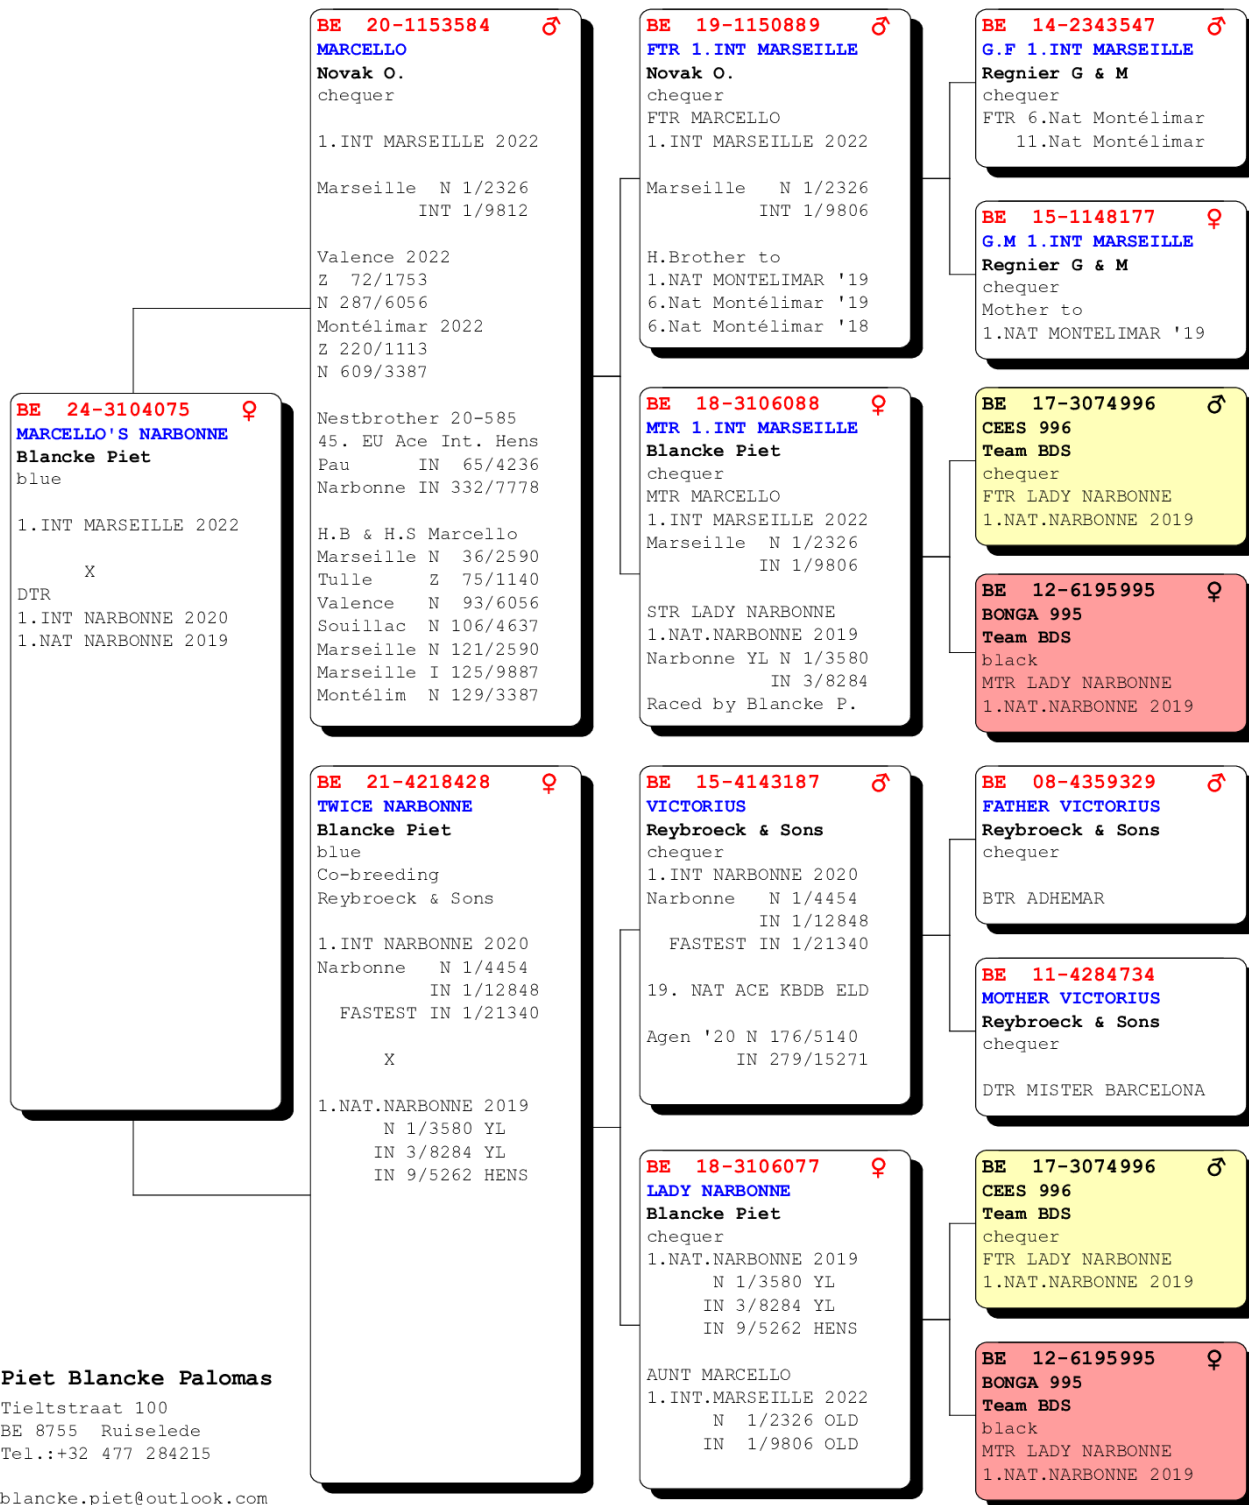 BE 24-3104075 ♀
MARCELLO'S NARBONNE
Blancke Piet
blue
1.INT MARSEILLE 2022
X
DTR
1.INT NARBONNE 2020
1.NAT NARBONNE 2019
Piet Blancke Palomas
Tieltstraat 100
BE 8755 Ruiselede
Tel.:+32 477 284215
blancke.piet@outlook.com
BE 20-1153584 ♂
MARCELLO
Novak O.
chequer
1.INT MARSEILLE 2022
Marseille N 1/2326
INT 1/9812
Valence 2022
Z 72/1753
N 287/6056
Montélimar 2022
Z 220/1113
N 609/3387
Nestbrother 20-585
45. EU Ace Int. Hens
Pau IN 65/4236
Narbonne IN 332/7778
H.B & H.S Marcello
Marseille N 36/2590
Tulle Z 75/1140
Valence N 93/6056
Souillac N 106/4637
Marseille N 121/2590
Marseille I 125/9887
Montélim N 129/3387
BE 21-4218428 ♀
TWICE NARBONNE
Blancke Piet
blue
Co-breeding
Reybroeck & Sons
1.INT NARBONNE 2020
Narbonne N 1/4454
IN 1/12848
FASTEST IN 1/21340
X
1.NAT.NARBONNE 2019
N 1/3580 YL
IN 3/8284 YL
IN 9/5262 HENS
BE 19-1150889 ♂
FTR 1.INT MARSEILLE
Novak O.
chequer
FTR MARCELLO
1.INT MARSEILLE 2022
Marseille N 1/2326
INT 1/9806
H.Brother to
1.NAT MONTELIMAR '19
6.Nat Montélimar '19
6.Nat Montélimar '18
BE 18-3106088 ♀
MTR 1.INT MARSEILLE
Blancke Piet
chequer
MTR MARCELLO
1.INT MARSEILLE 2022
Marseille N 1/2326
IN 1/9806
STR LADY NARBONNE
1.NAT.NARBONNE 2019
Narbonne YL N 1/3580
IN 3/8284
Raced by Blancke P.
BE 15-4143187 ♂
VICTORIUS
Reybroeck & Sons
chequer
1.INT NARBONNE 2020
Narbonne N 1/4454
IN 1/12848
FASTEST IN 1/21340
19. NAT ACE KBDB ELD
Agen '20 N 176/5140
IN 279/15271
BE 18-3106077 ♀
LADY NARBONNE
Blancke Piet
chequer
1.NAT.NARBONNE 2019
N 1/3580 YL
IN 3/8284 YL
IN 9/5262 HENS
AUNT MARCELLO
1.INT.MARSEILLE 2022
N 1/2326 OLD
IN 1/9806 OLD
BE 14-2343547 ♂
G.F 1.INT MARSEILLE
Regnier G & M
chequer
FTR 6.Nat Montélimar
11.Nat Montélimar
BE 15-1148177 ♀
G.M 1.INT MARSEILLE
Regnier G & M
chequer
Mother to
1.NAT MONTELIMAR '19
BE 17-3074996 ♂
CEES 996
Team BDS
chequer
FTR LADY NARBONNE
1.NAT.NARBONNE 2019
BE 12-6195995 ♀
BONGA 995
Team BDS
black
MTR LADY NARBONNE
1.NAT.NARBONNE 2019
BE 08-4359329 ♂
FATHER VICTORIUS
Reybroeck & Sons
chequer
BTR ADHEMAR
BE 11-4284734
MOTHER VICTORIUS
Reybroeck & Sons
chequer
DTR MISTER BARCELONA
BE 17-3074996 ♂
CEES 996
Team BDS
chequer
FTR LADY NARBONNE
1.NAT.NARBONNE 2019
BE 12-6195995 ♀
BONGA 995
Team BDS
black
MTR LADY NARBONNE
1.NAT.NARBONNE 2019